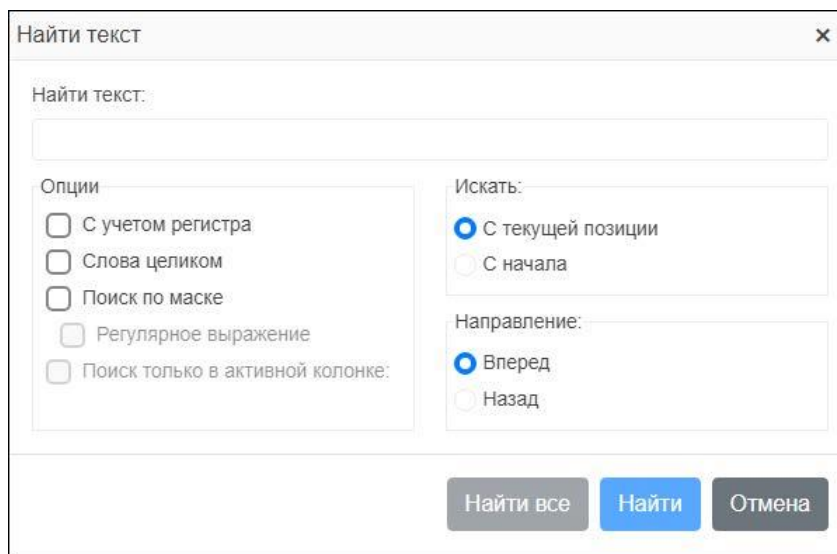 Найти текст
Найти текст:
Опции
С учетом регистра
Слова целиком
Поиск по маске
Регулярное выражение
Поиск только в активной колонке:
Искать:
С текущей позиции
С начала
Направление:
Вперед
Назад
Найти все
Найти
Отмена